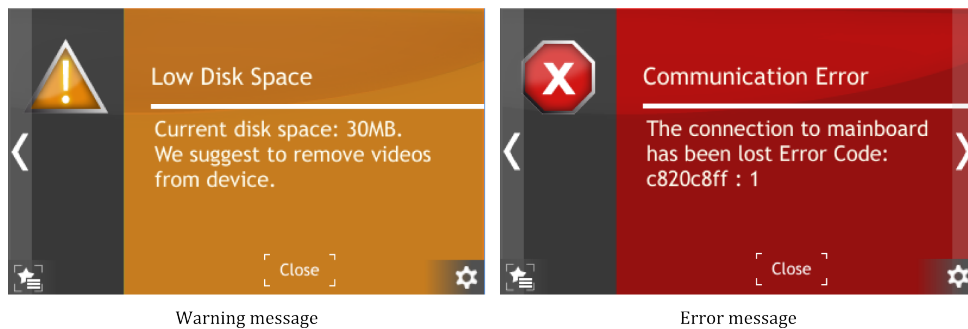 Low Disk Space
Current disk space: 30MB.
We suggest to remove videos
from device.
Close
Warning message
Communication Error
The connection to mainboard
has been lost Error Code:
c820c8ff : 1
Close
Error message